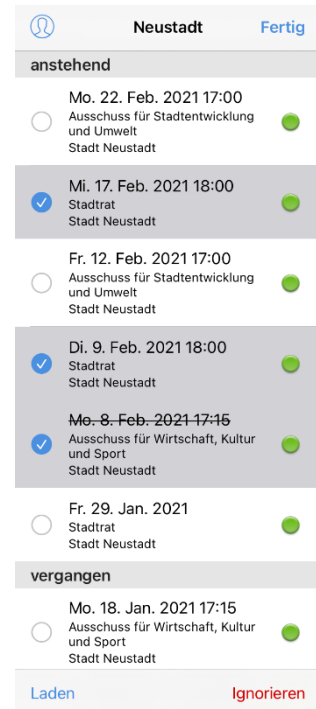 Neustadt
Fertig
anstehend
Mo. 22. Feb. 2021 17:00
Ausschuss für Stadtentwicklung
und Umwelt
Stadt Neustadt
Mi. 17. Feb. 2021 18:00
Stadtrat
Stadt Neustadt
Fr. 12. Feb. 2021 17:00
Ausschuss für Stadtentwicklung
und Umwelt
Stadt Neustadt
Di. 9. Feb. 2021 18:00
Stadtrat
Stadt Neustadt
Mo. 8. Feb. 2021 17:15
Ausschuss für Wirtschaft, Kultur
und Sport
Stadt Neustadt
Fr. 29. Jan. 2021
Stadtrat
Stadt Neustadt
vergangen
Mo. 18. Jan. 2021 17:15
Ausschuss für Wirtschaft, Kultur
und Sport
Stadt Neustadt
Laden
Ignorieren